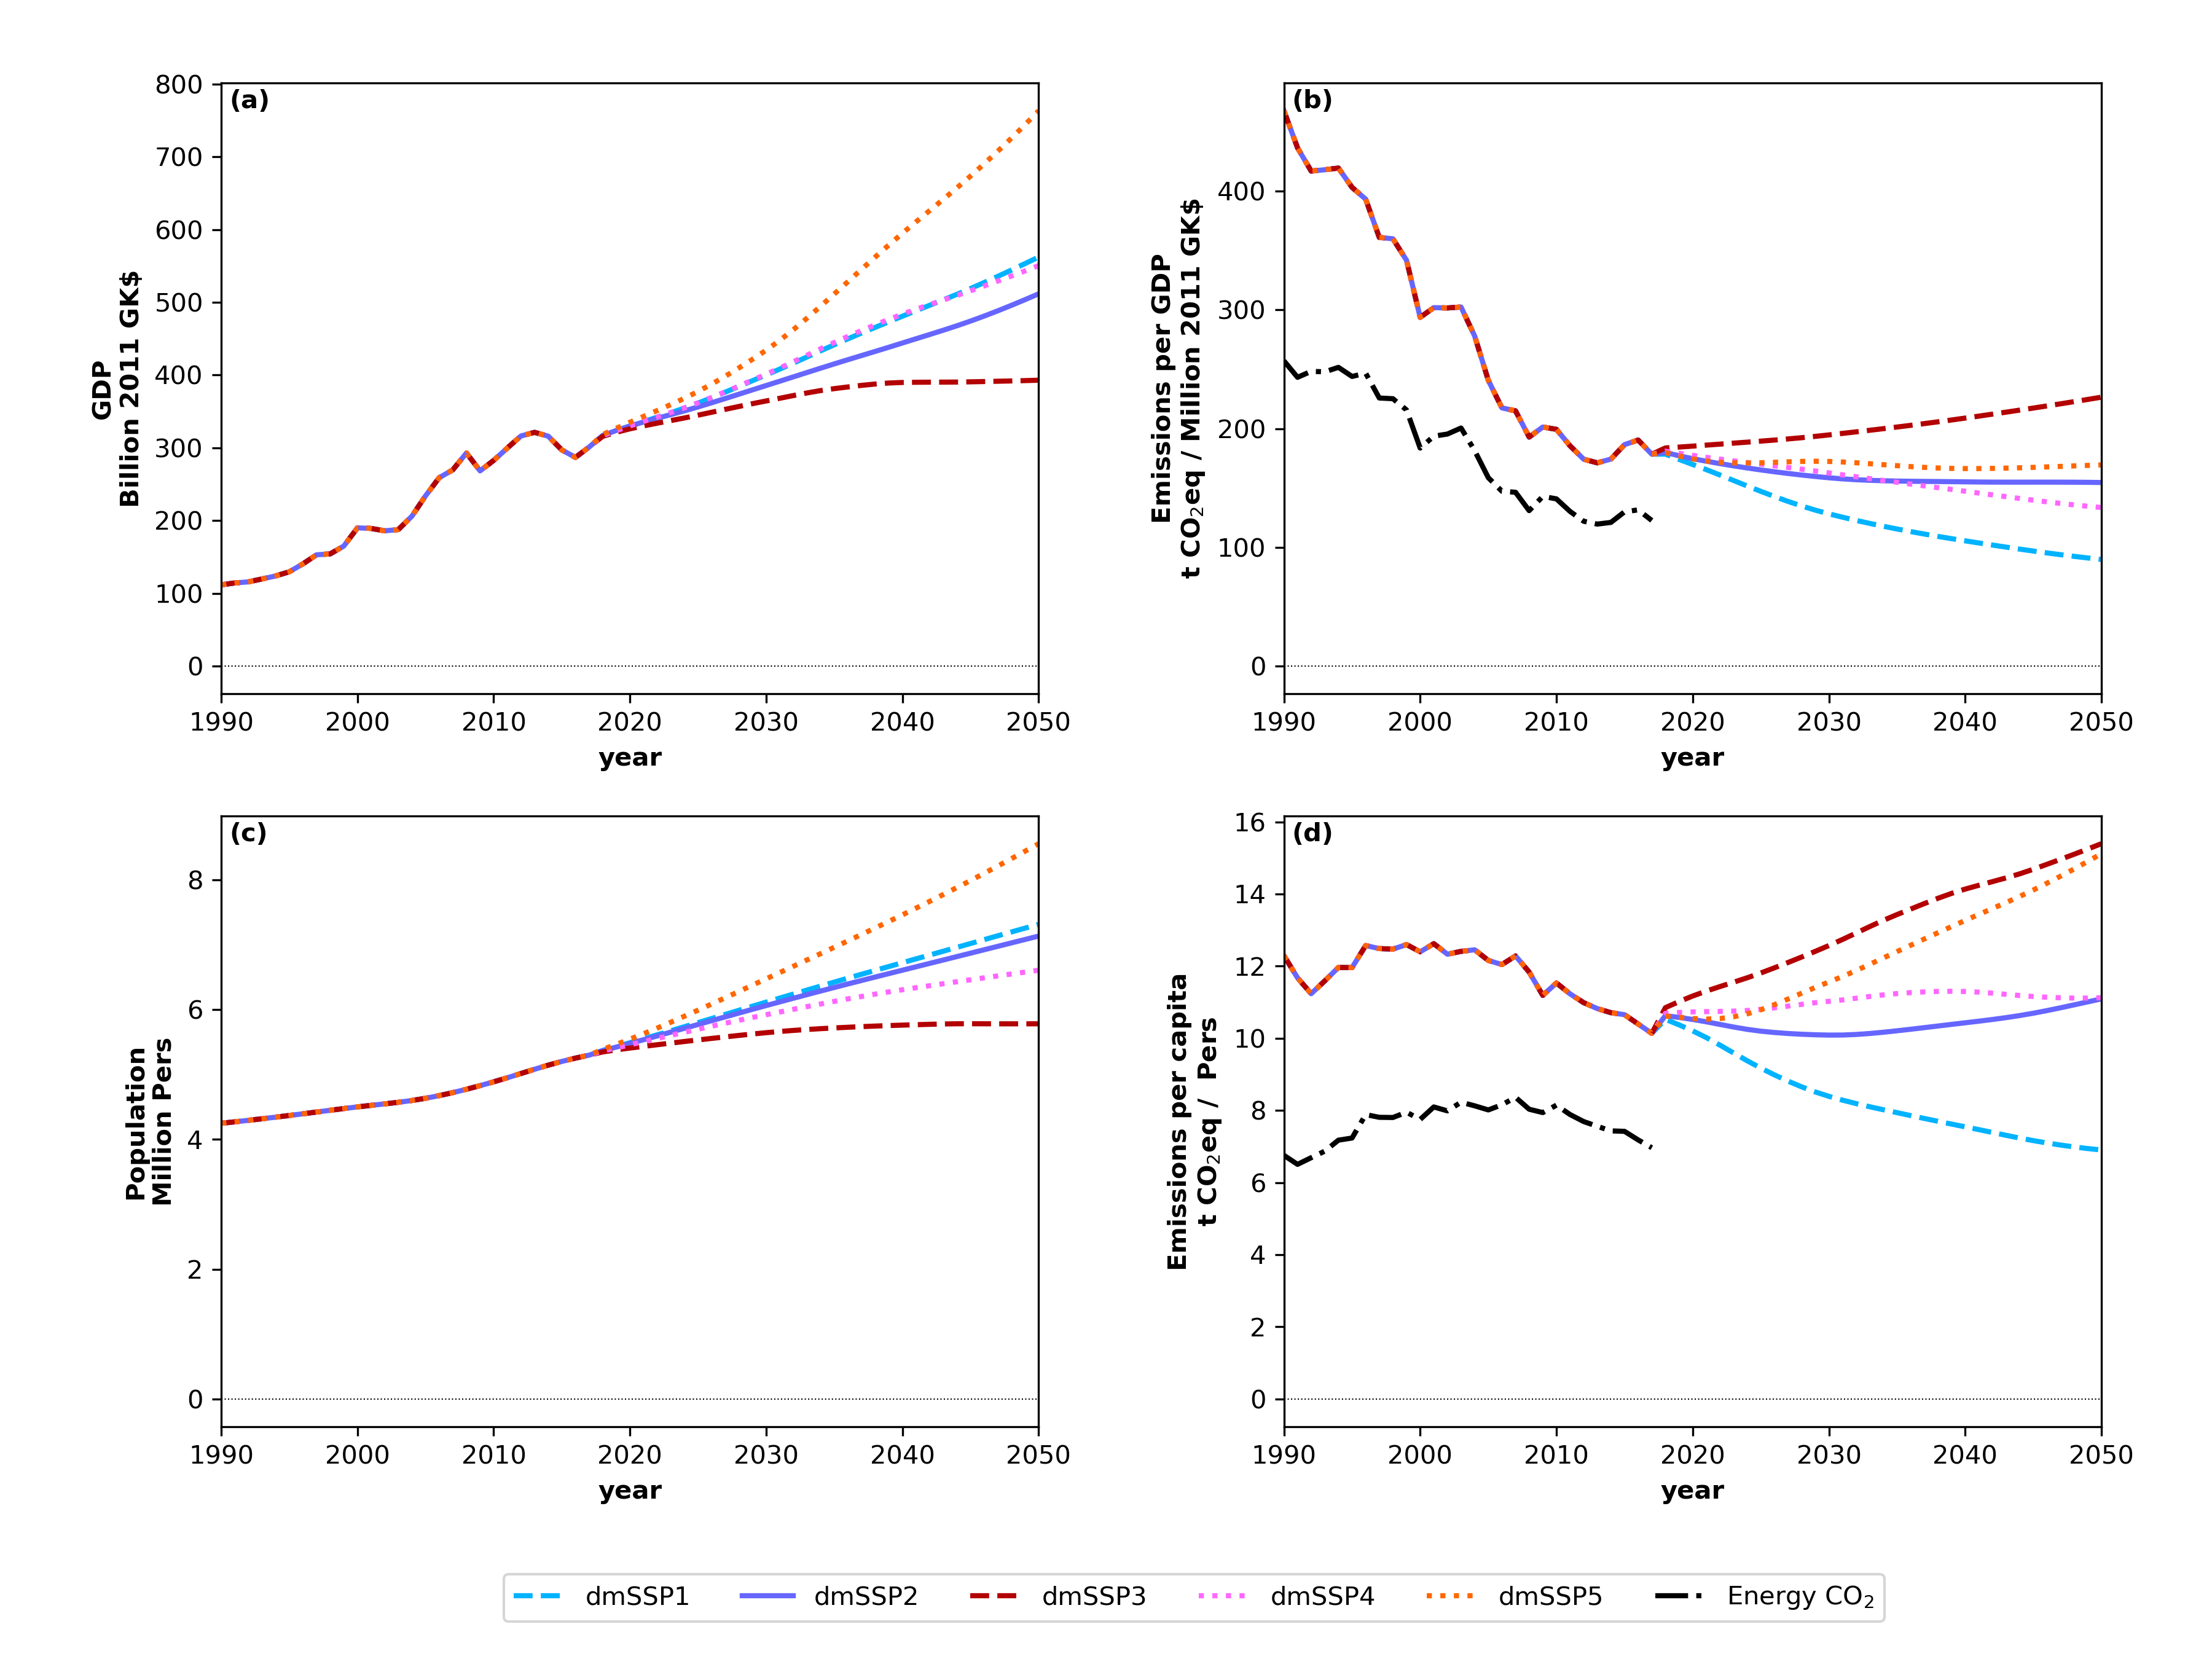 (a)
GDP
Billion 2011 GK$
800
700
600
500
400
300
200
100
0
1990 2000 2010 2020 2030 2040 2050
year
(b)
Emissions per GDP
t CO₂eq / Million 2011 GK$
400
300
200
100
0
1990 2000 2010 2020 2030 2040 2050
year
(c)
Population
Million Pers
8
6
4
2
0
1990 2000 2010 2020 2030 2040 2050
year
(d)
Emissions per capita
t CO₂eq / Pers
16
14
12
10
8
6
4
2
0
1990 2000 2010 2020 2030 2040 2050
year
dmSSP1 dmSSP2 dmSSP3 dmSSP4 dmSSP5 Energy CO₂